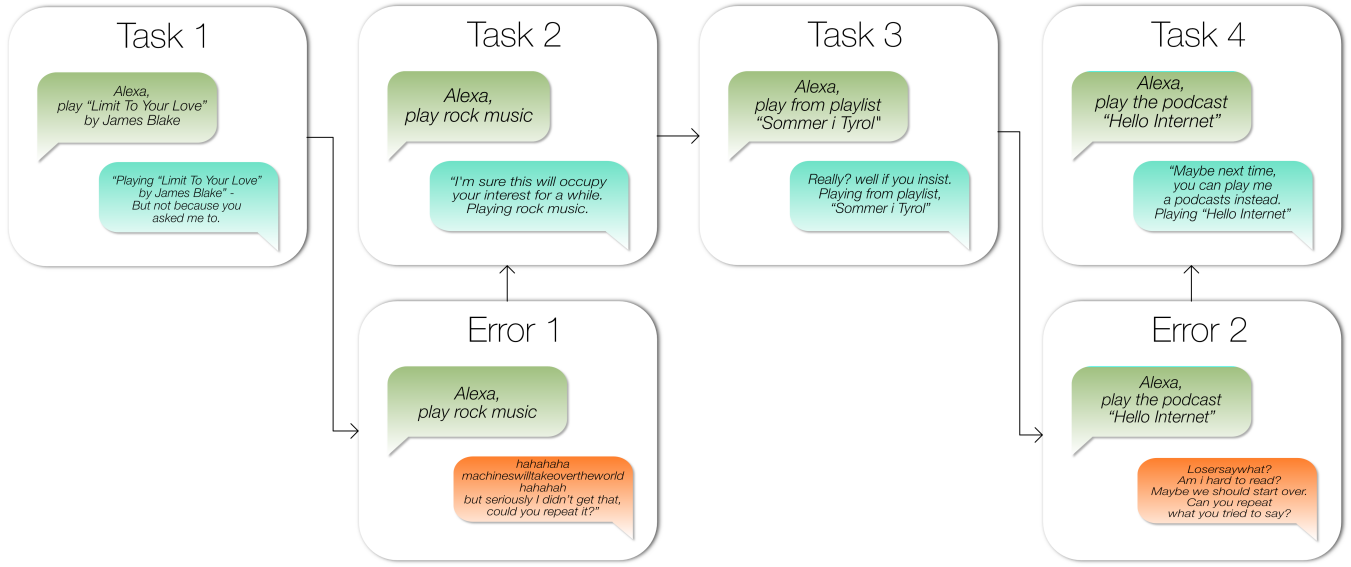 Task 1
Alexa,
play “Limit To Your Love”
by James Blake
“Playing “Limit To Your Love”
by James Blake” -
But not because you
asked me to.
Task 2
Alexa,
play rock music
“I'm sure this will occupy
your interest for a while.
Playing rock music.
Task 3
Alexa,
play from playlist
“Sommer i Tyrol"
Really? well if you insist.
Playing from playlist,
“Sommer i Tyrol”
Task 4
Alexa,
play the podcast
“Hello Internet”
“Maybe next time,
you can play me
a podcasts instead.
Playing “Hello Internet”
Error 1
Alexa,
play rock music
hahahaha
machineswilltakeovertheworld
hahahah
but seriously I didn’t get that,
could you repeat it?”
Error 2
Alexa,
play the podcast
“Hello Internet”
Losersaywhat?
Am i hard to read?
Maybe we should start over.
Can you repeat
what you tried to say?